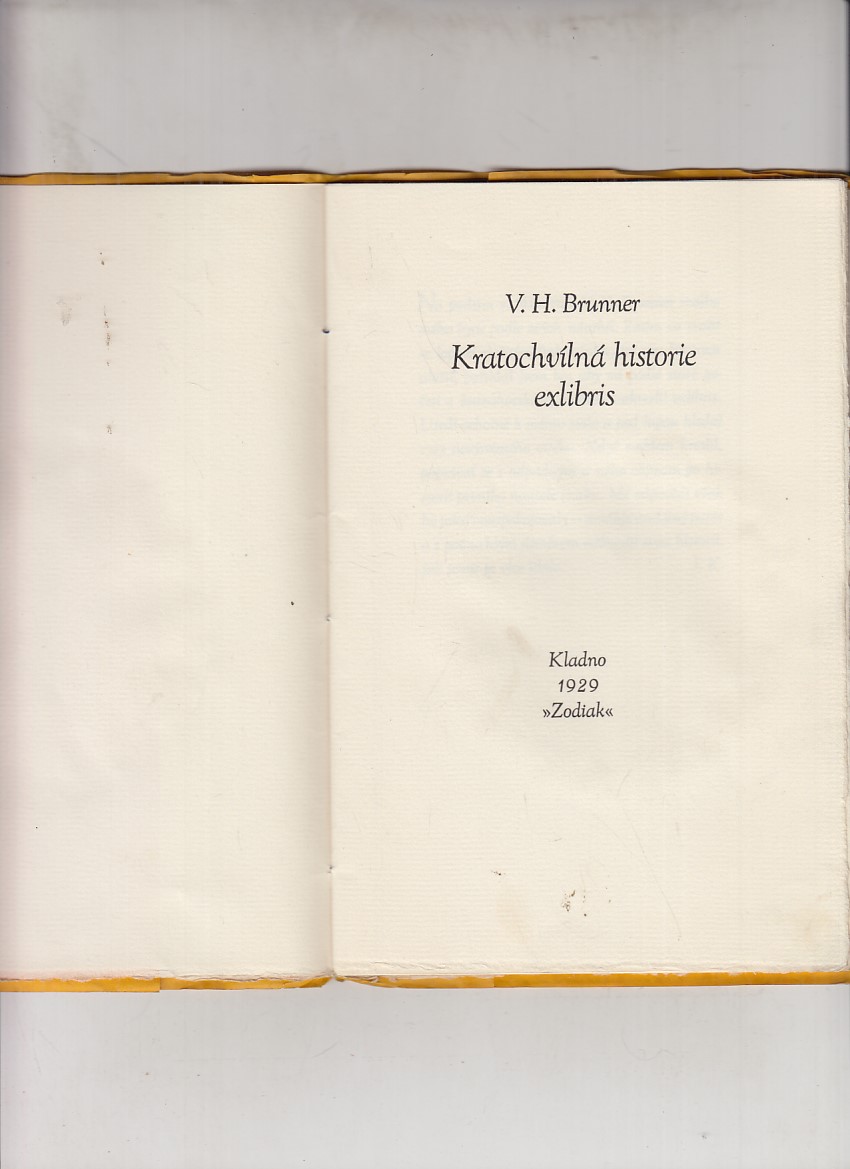 V. H. Brunner
Kratochvílná historie
exlibris
Kladno
1929
»Zodiak«